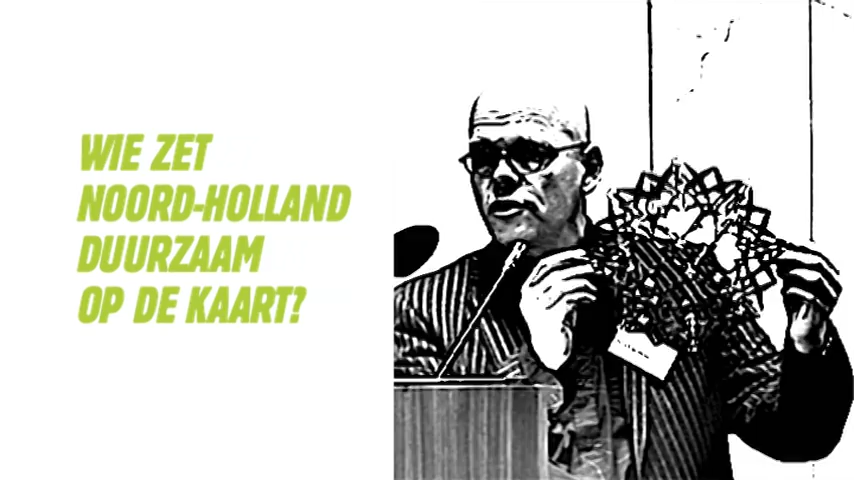 WIE ZET
NOORD-HOLLAND
DUURZAAM
OP DE KAART?